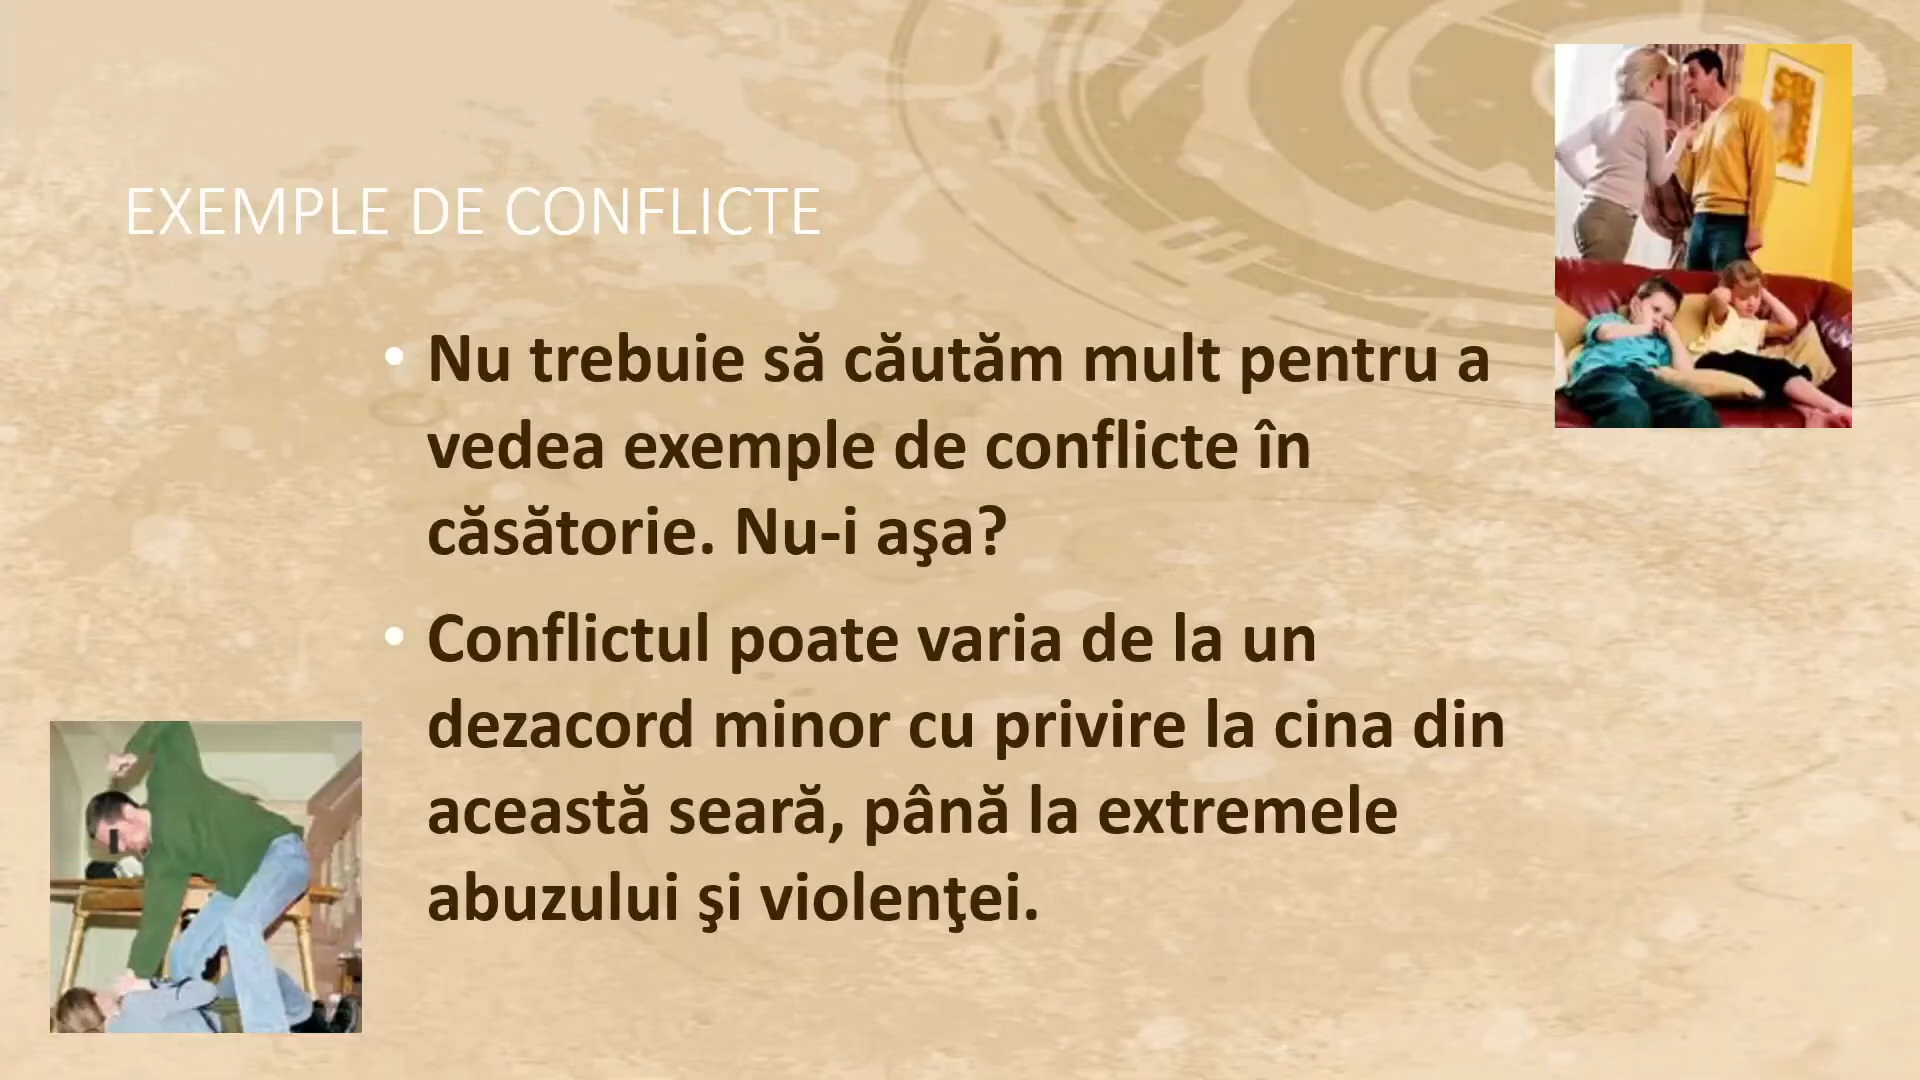 EXEMPLE DE CONFLICTE
• Nu trebuie să căutăm mult pentru a
vedea exemple de conflicte în
căsătorie. Nu-i aşa?
• Conflictul poate varia de la un
dezacord minor cu privire la cina din
această seară, până la extremele
abuzului şi violenţei.